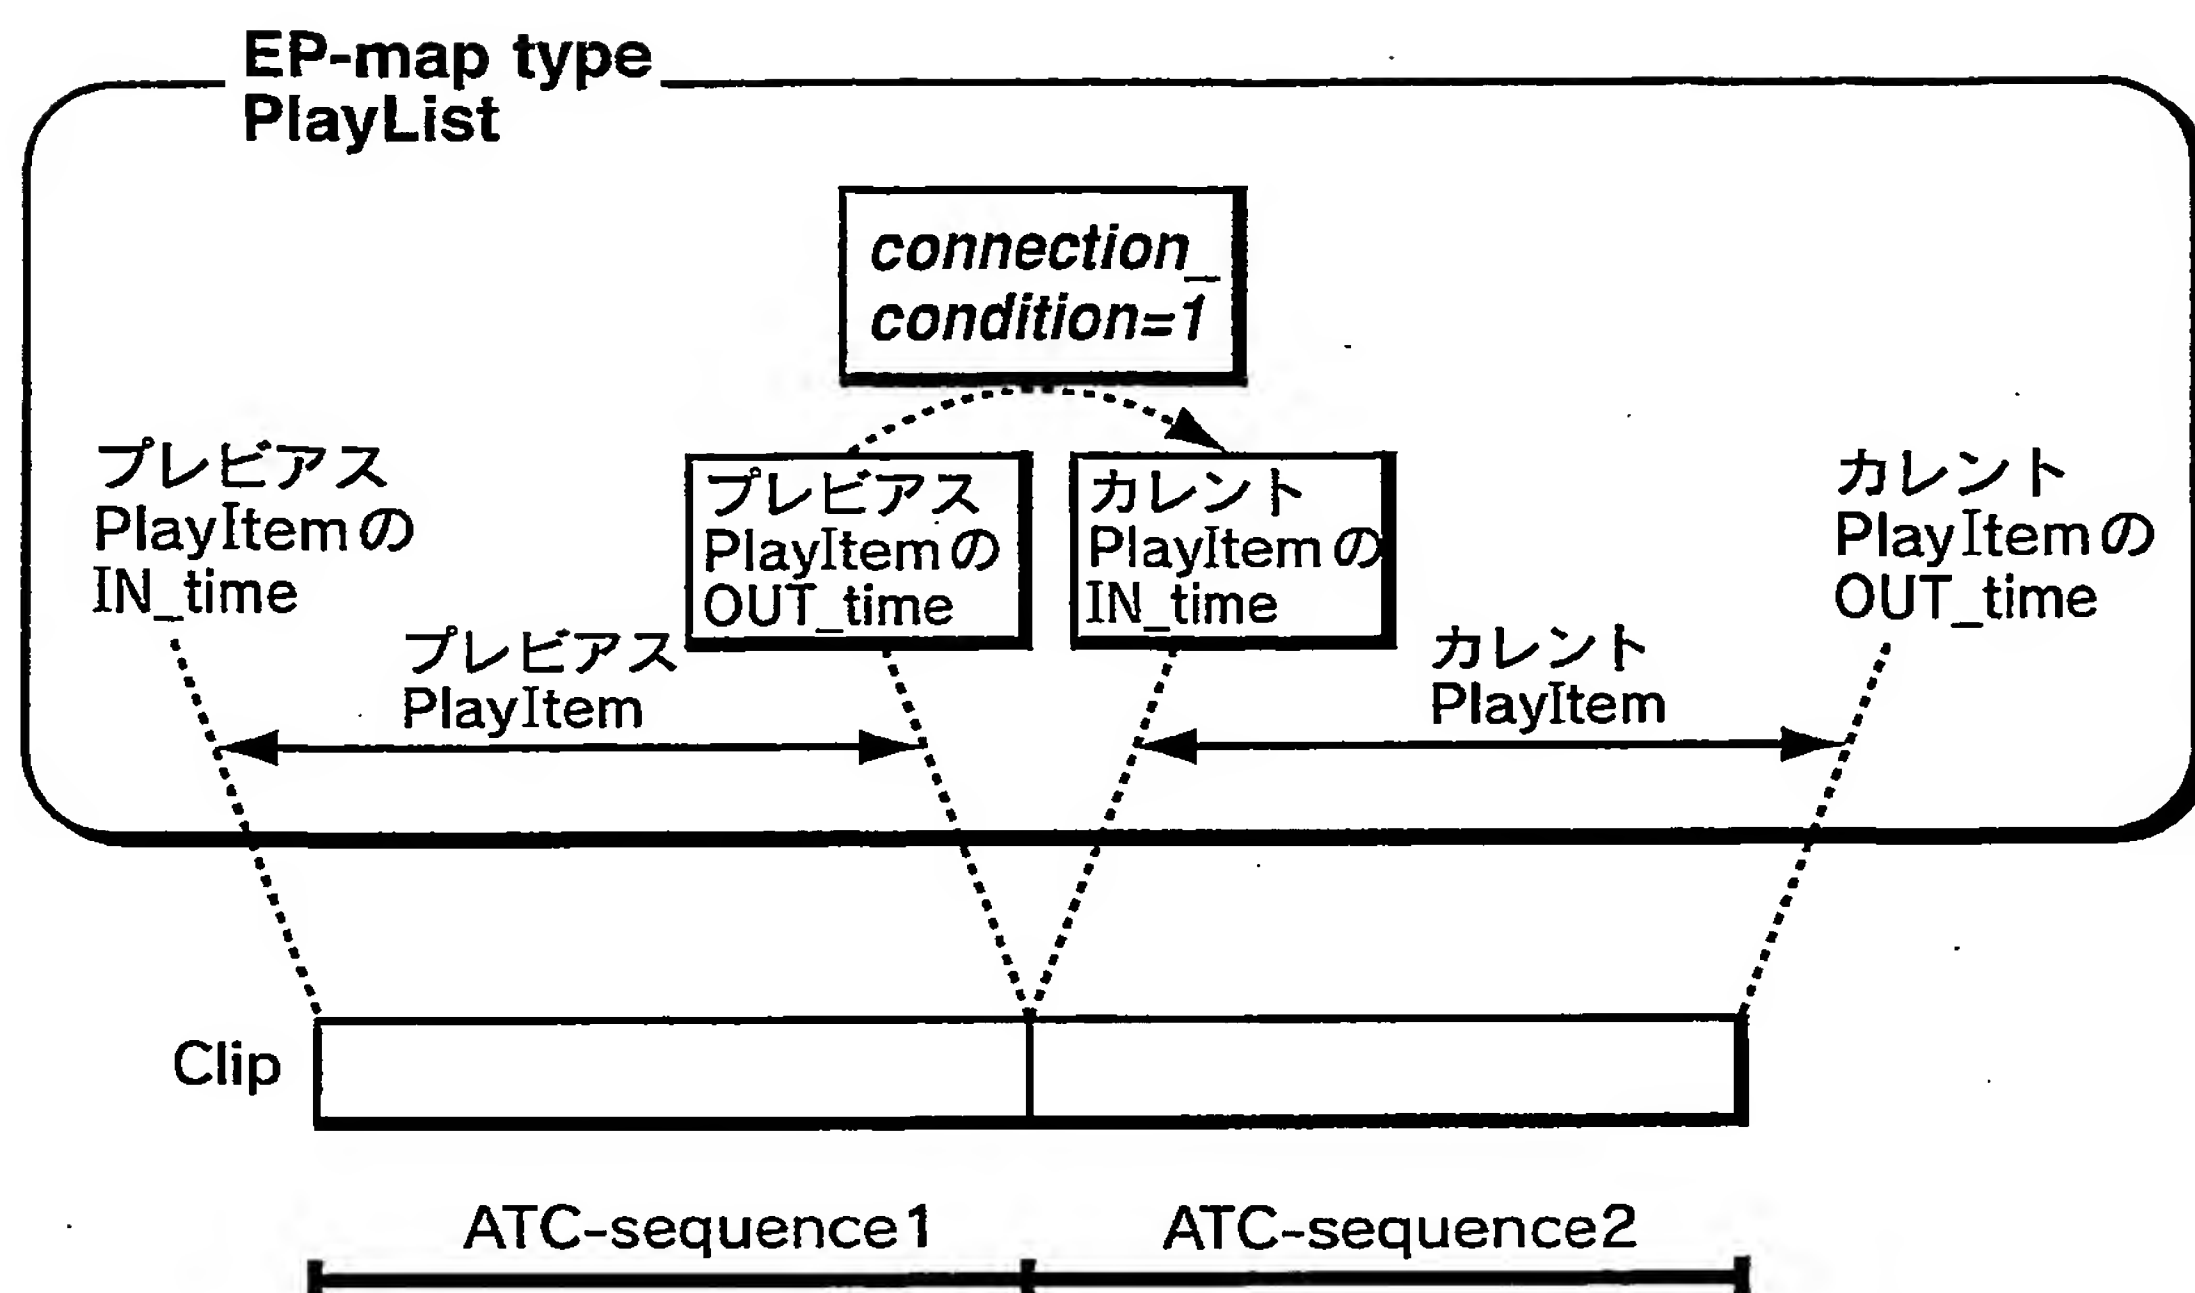 EP-map type
PlayList
connection_
condition=1
プレビアス
PlayItemの
IN_time
プレビアス
PlayItemの
OUT_time
カレント
PlayItemの
IN_time
カレント
PlayItemの
OUT_time
プレビアス
PlayItem
カレント
PlayItem
Clip
ATC-sequence1
ATC-sequence2